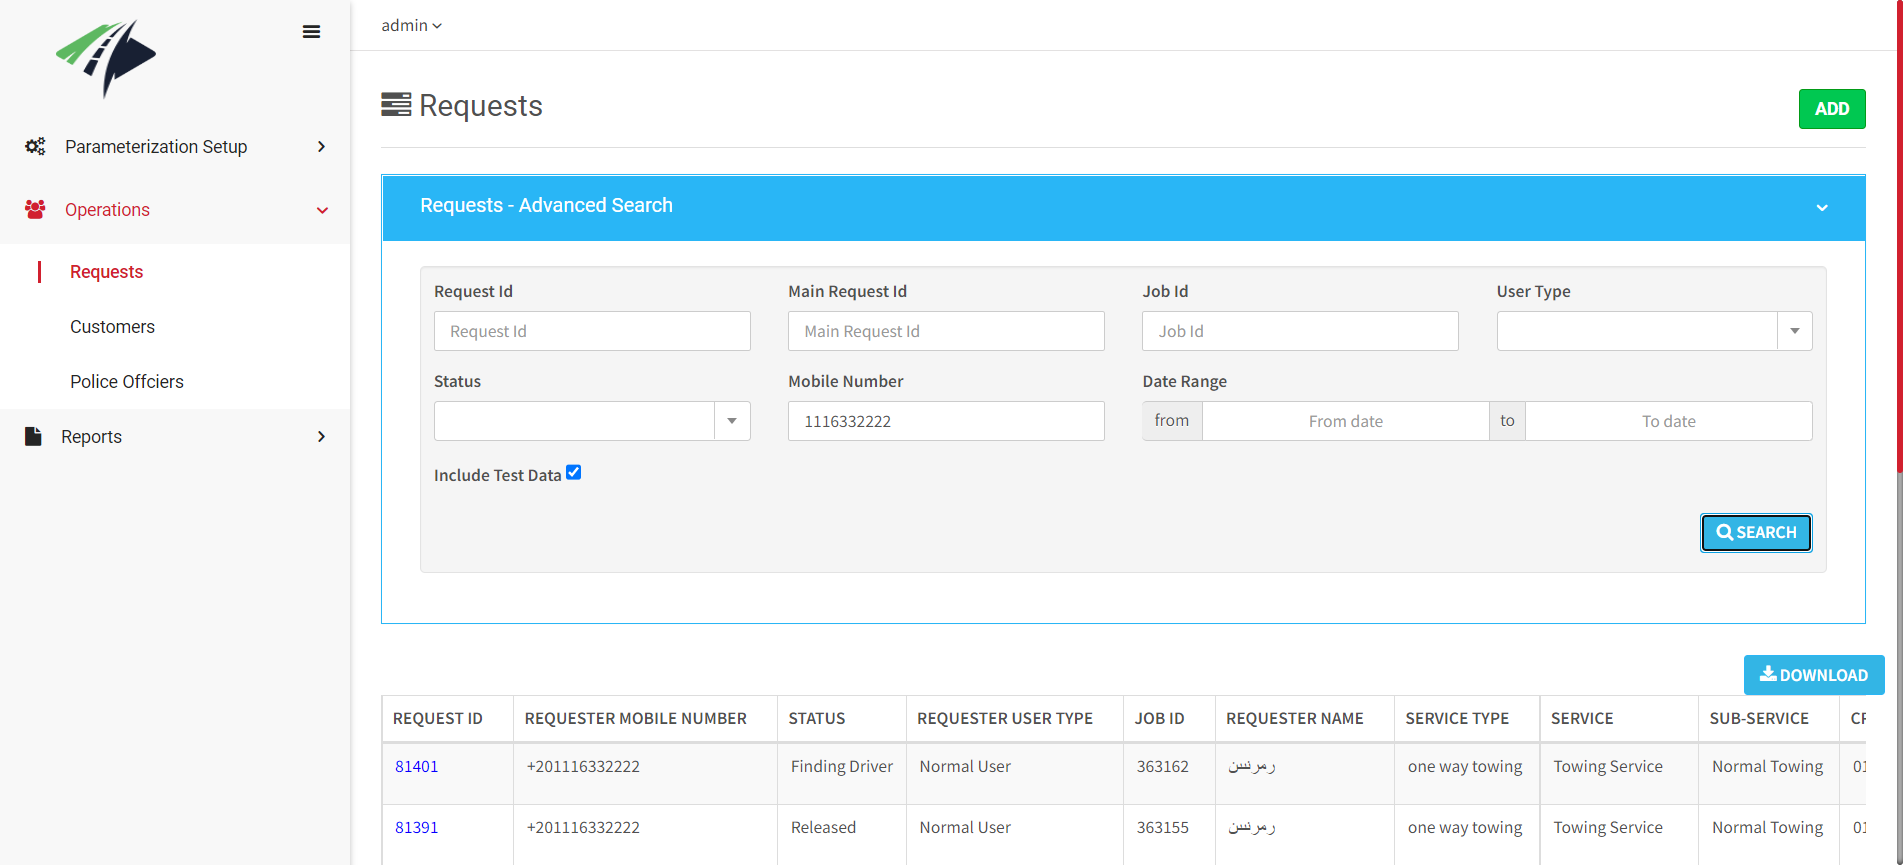 admin
Requests
ADD
Parameterization Setup
Operations
Requests
Customers
Police Offciers
Reports
Requests - Advanced Search
Request Id
Main Request Id
Job Id
User Type
Request Id
Main Request Id
Job Id
Status
Mobile Number
Date Range
1116332222
from
From date
to
To date
Include Test Data
SEARCH
DOWNLOAD
REQUEST ID REQUESTER MOBILE NUMBER STATUS REQUESTER USER TYPE JOB ID REQUESTER NAME SERVICE TYPE SERVICE SUB-SERVICE
81401 +201116332222 Finding Driver Normal User 363162 one way towing Towing Service Normal Towing 01
81391 +201116332222 Released Normal User 363155 one way towing Towing Service Normal Towing 01